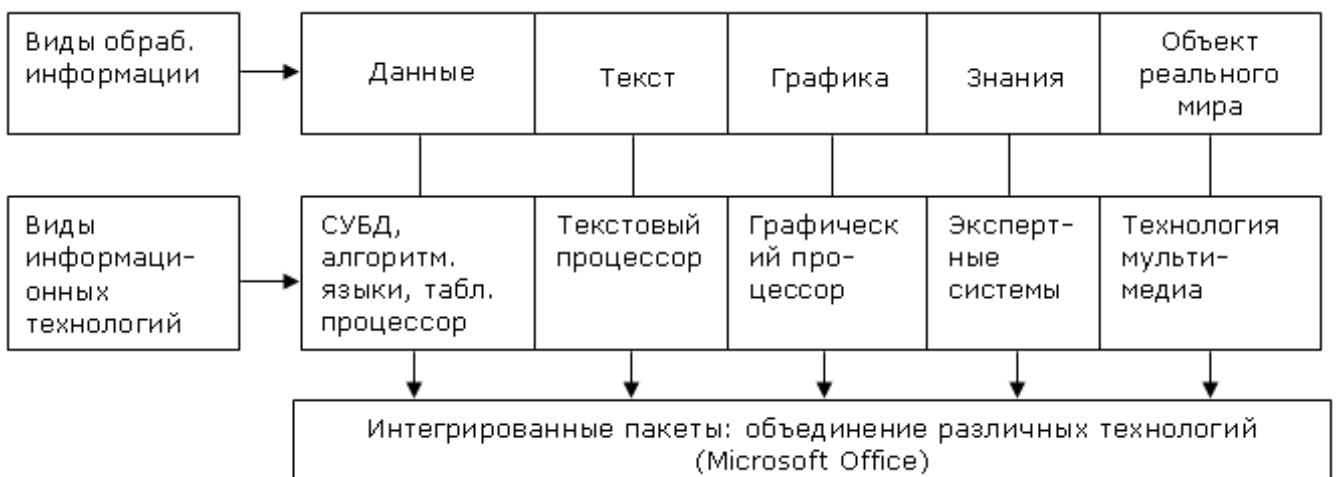 Виды обраб.
информации
Данные
Текст
Графика
Знания
Объект
реального
мира
Виды
информаци-
онных
технологий
СУБД,
алгоритм.
языки, табл.
процессор
Текстовый
процессор
Графическ
ий про-
цессор
Эксперт-
ные
системы
Технология
мульти-
медиа
Интегрированные пакеты: объединение различных технологий
(Microsoft Office)